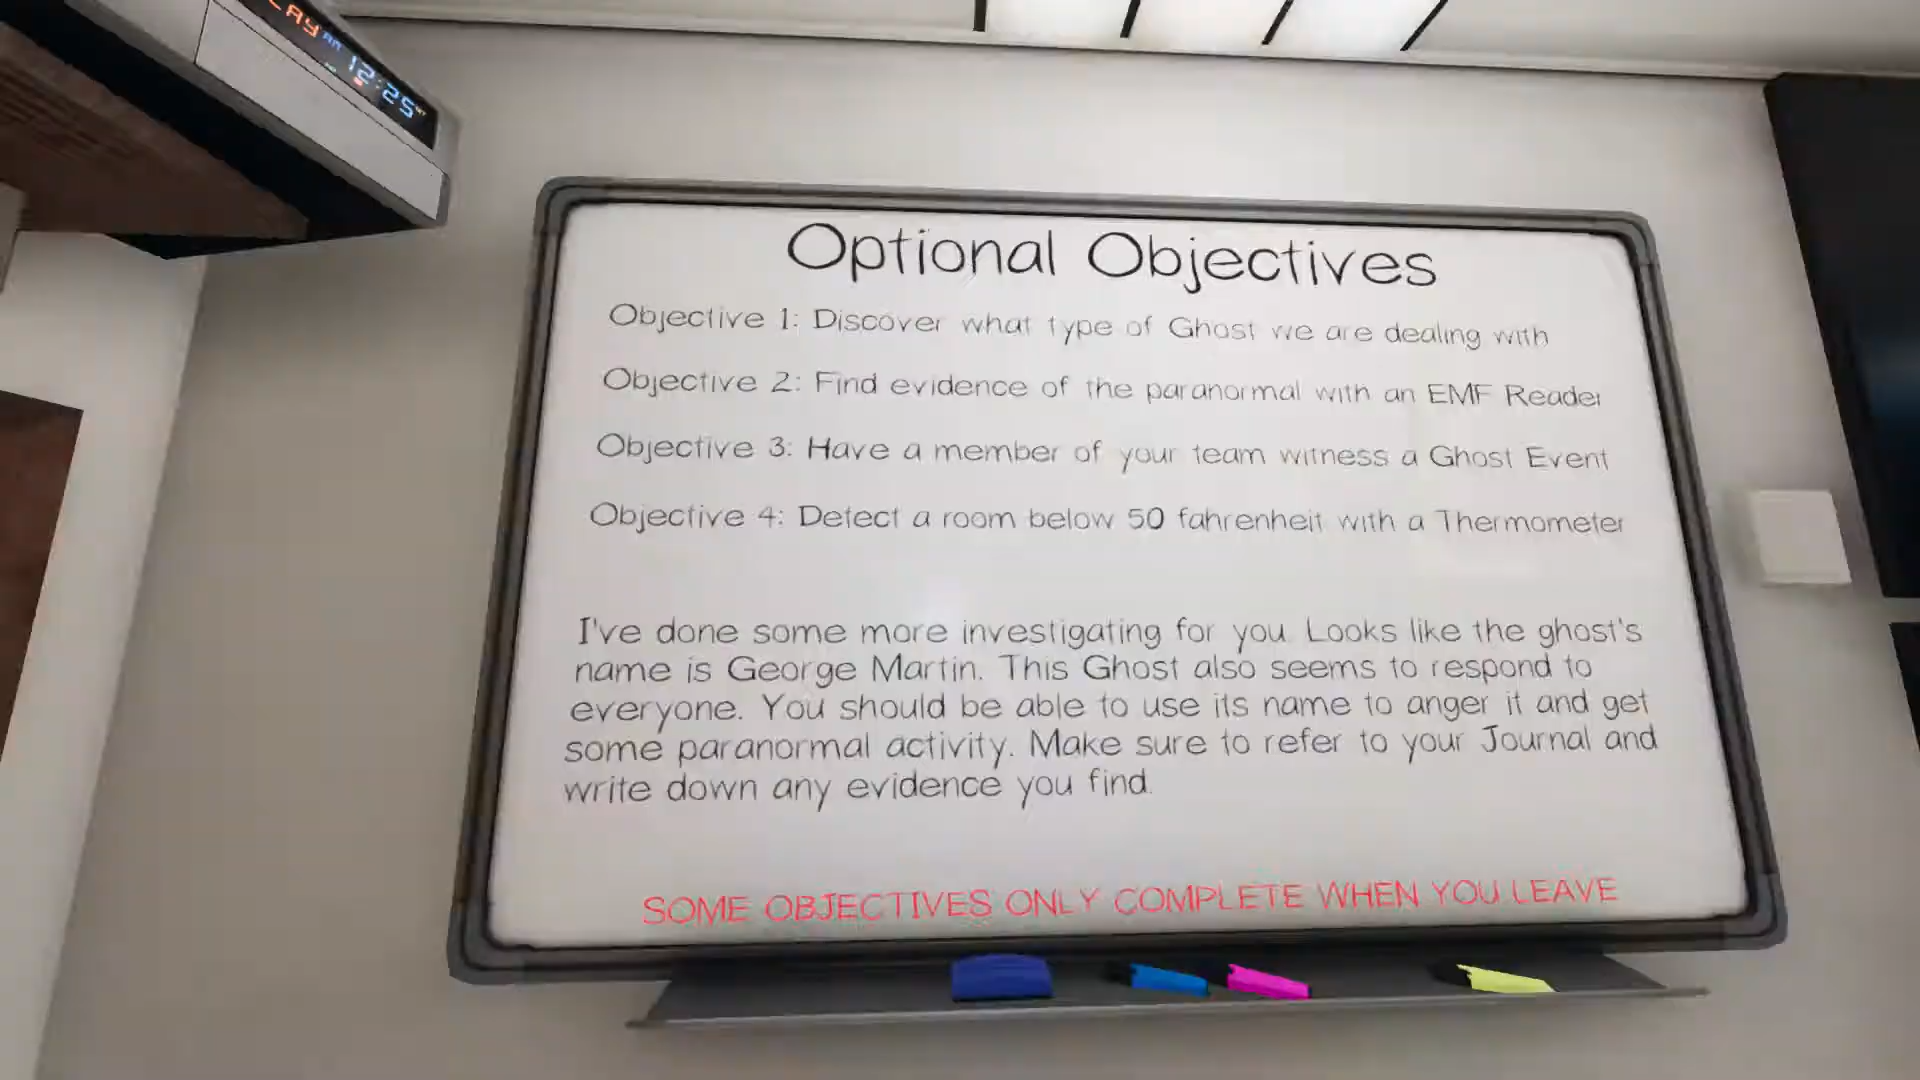 12:25
Optional Objectives
Objective 1: Discover what type of Ghost we are dealing with
Objective 2: Find evidence of the paranormal with an EMF Reader
Objective 3: Have a member of your team witness a Ghost Event
Objective 4: Detect a room below 50 fahrenheit with a Thermometer
I've done some more investigating for you. Looks like the ghost's
name is George Martin. This Ghost also seems to respond to
everyone. You should be able to use its name to anger it and get
some paranormal activity. Make sure to refer to your Journal and
write down any evidence you find.
SOME OBJECTIVES ONLY COMPLETE WHEN YOU LEAVE